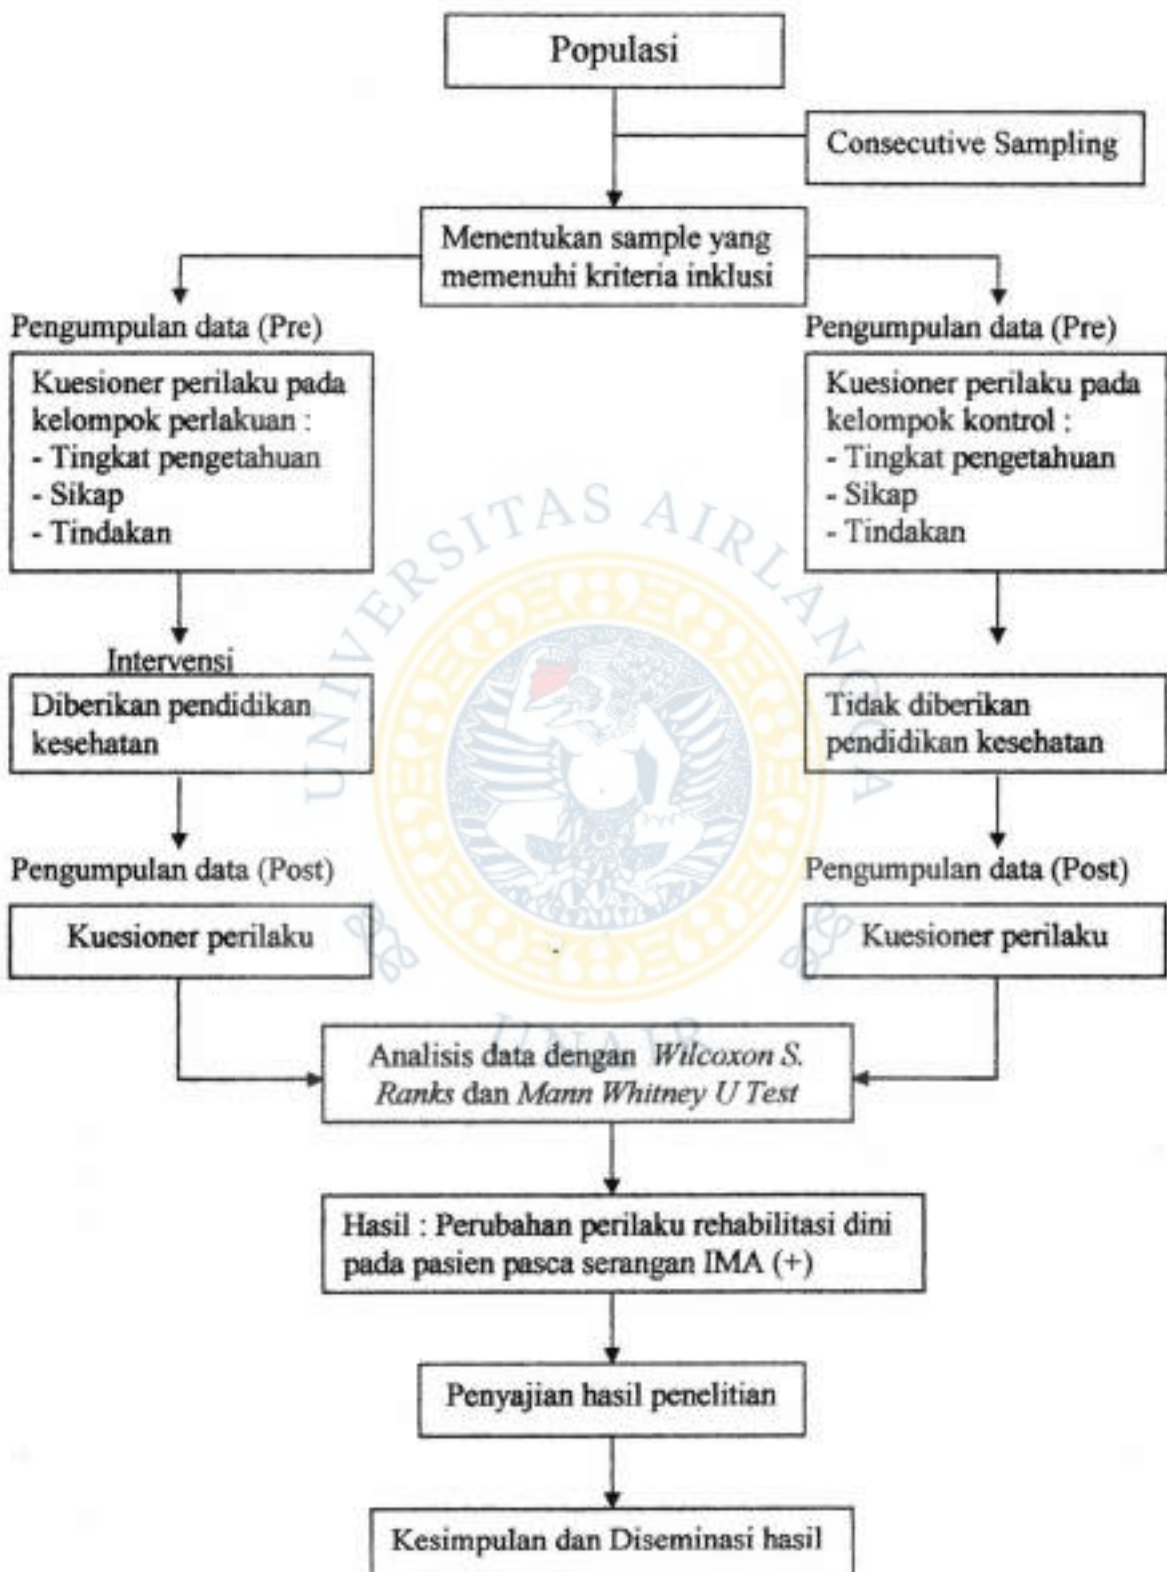 Populasi
Consecutive Sampling
Menentukan sample yang
memenuhi kriteria inklusi
Pengumpulan data (Pre)
Kuesioner perilaku pada
kelompok perlakuan :
- Tingkat pengetahuan
- Sikap
- Tindakan
Pengumpulan data (Pre)
Kuesioner perilaku pada
kelompok kontrol :
- Tingkat pengetahuan
- Sikap
- Tindakan
UNIVERSITAS AIRLANGGA
Intervensi
Diberikan pendidikan
kesehatan
Tidak diberikan
pendidikan kesehatan
Pengumpulan data (Post)
Kuesioner perilaku
Pengumpulan data (Post)
Kuesioner perilaku
UNAIR
Analisis data dengan Wilcoxon S.
Ranks dan Mann Whitney U Test
Hasil : Perubahan perilaku rehabilitasi dini
pada pasien pasca serangan IMA (+)
Penyajian hasil penelitian
Kesimpulan dan Diseminasi hasil